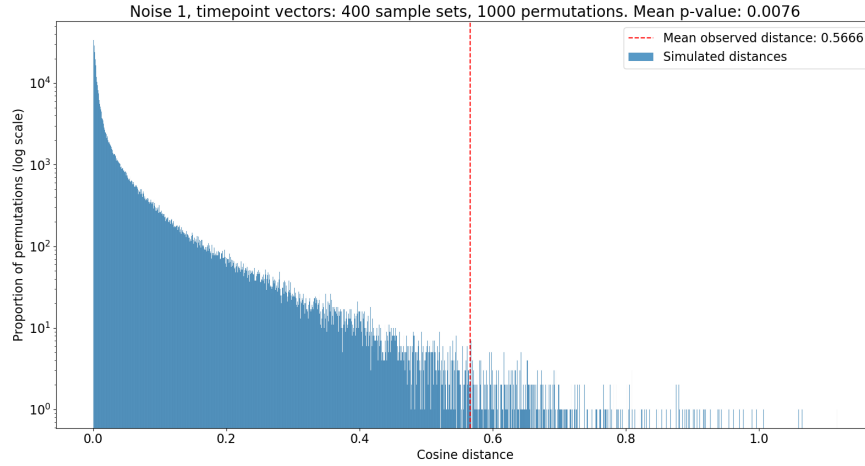 Noise 1, timepoint vectors: 400 sample sets, 1000 permutations. Mean p-value: 0.0076
Mean observed distance: 0.5666
Simulated distances
Proportion of permutations (log scale)
10⁴
10³
10²
10¹
10⁰
0.0 0.2 0.4 0.6 0.8 1.0
Cosine distance